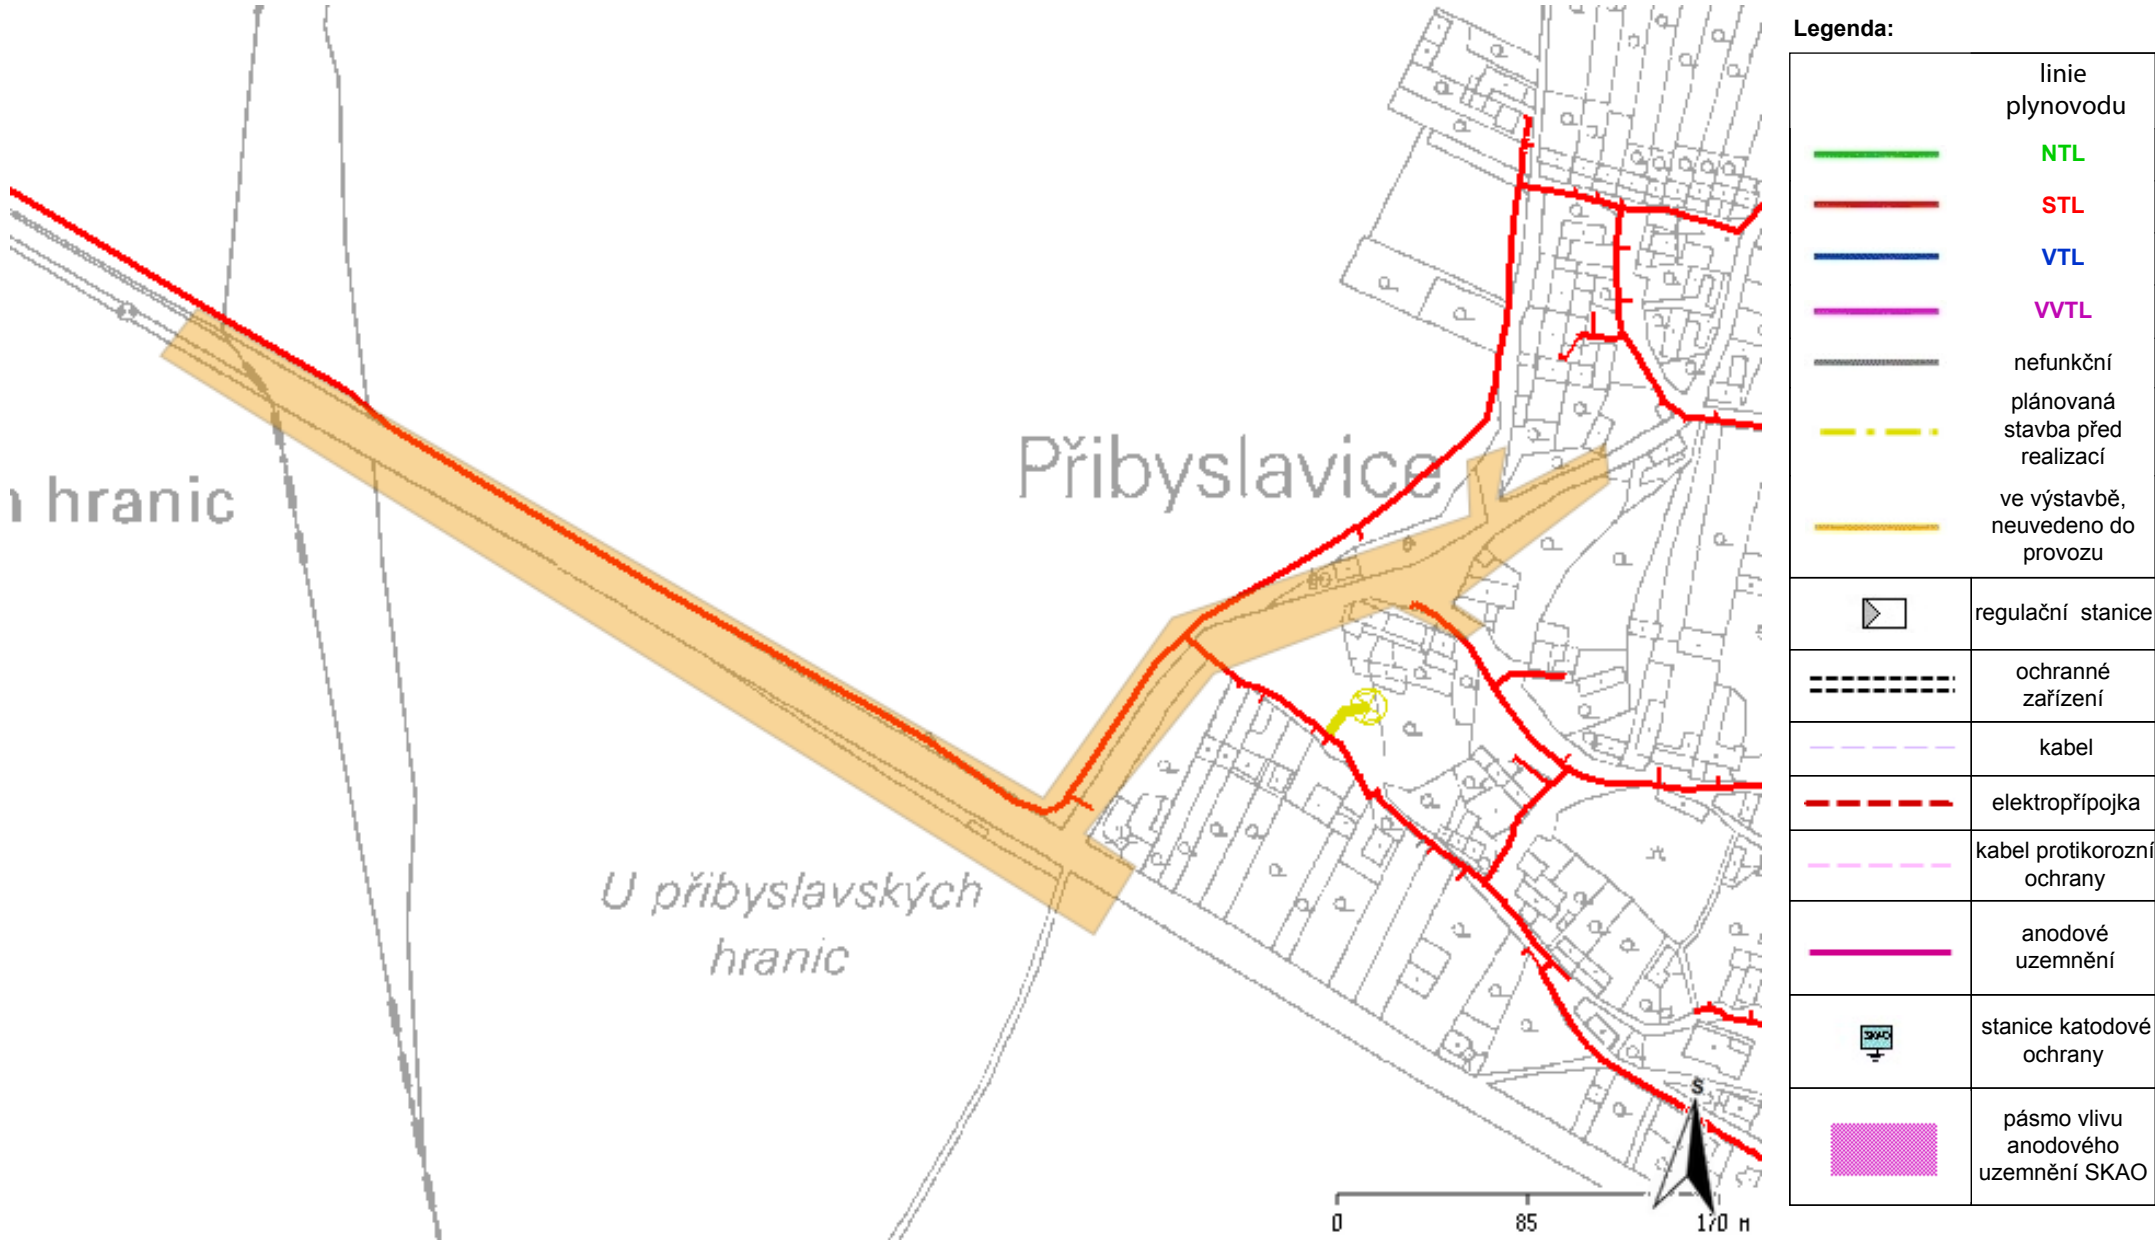 Legenda:
linie
plynovodu
NTL
STL
VTL
VVTL
nefunkční
plánovaná
stavba před
realizací
ve výstavbě,
neuvedeno do
provozu
regulační stanice
ochranné
zařízení
kabel
elektropřípojka
kabel protikorozní
ochrany
anodové
uzemnění
SKAO
stanice katodové
ochrany
pásmo vlivu
anodového
uzemnění SKAO
Přibyslavice
hranic
U přibyslavských
hranic
S
0 85 170 M